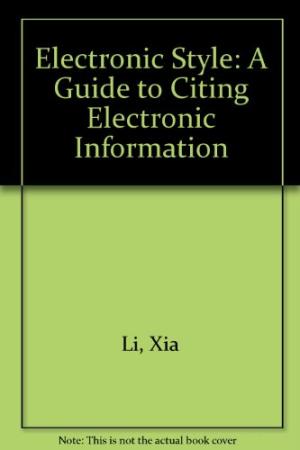 Electronic Style: A
Guide to Citing
Electronic
Information
Li, Xia
Note: This is not the actual book cover